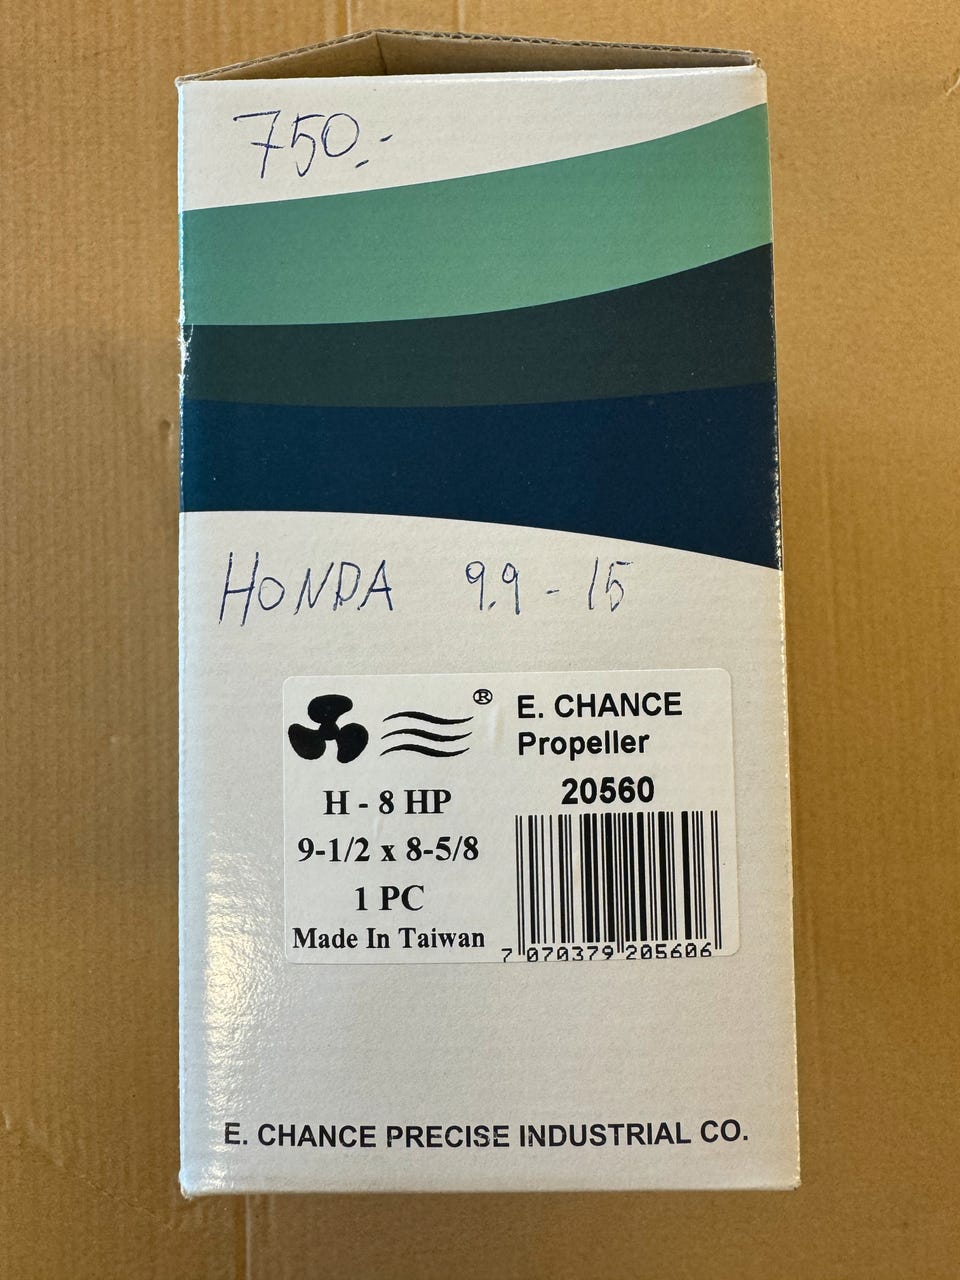 750.-
HONDA 9.9 - 15
®
E. CHANCE
Propeller
20560
H - 8 HP
9-1/2 x 8-5/8
1 PC
Made In Taiwan
7 070379 205606
E. CHANCE PRECISE INDUSTRIAL CO.